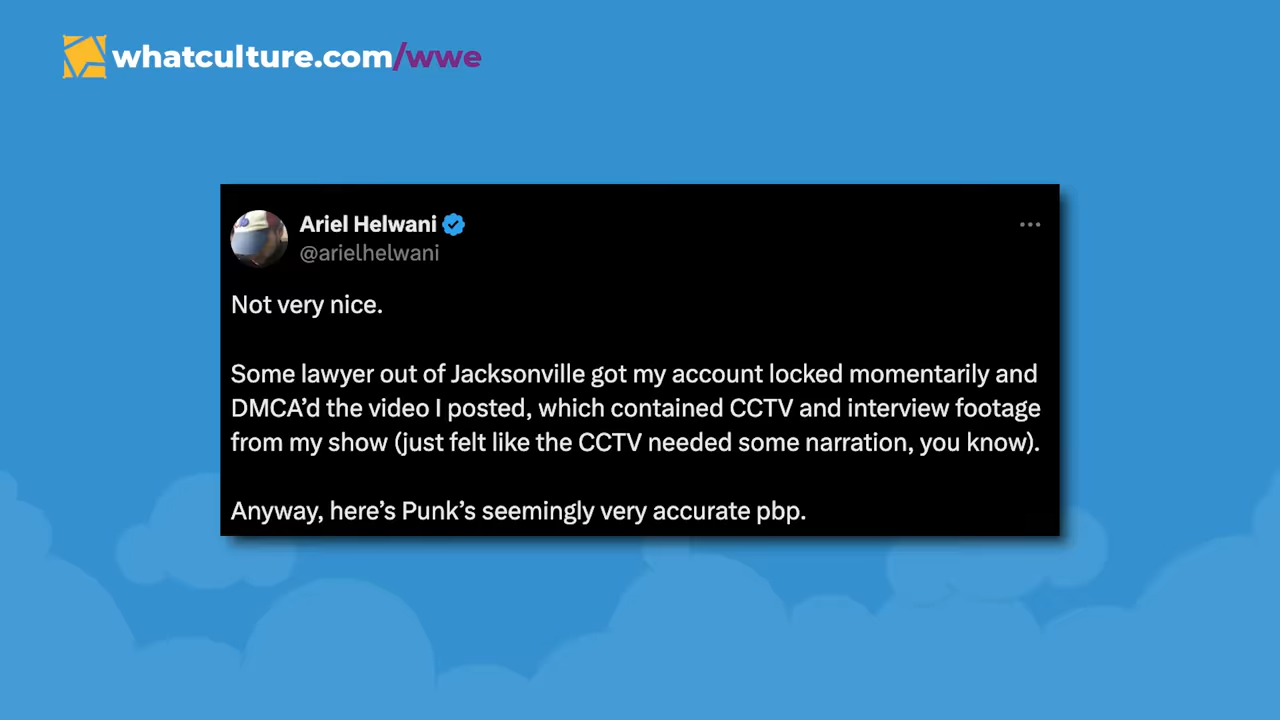 whatculture.com/wwe
Ariel Helwani
@arielhelwani
Not very nice.
Some lawyer out of Jacksonville got my account locked momentarily and
DMCA’d the video I posted, which contained CCTV and interview footage
from my show (just felt like the CCTV needed some narration, you know).
Anyway, here’s Punk’s seemingly very accurate pbp.